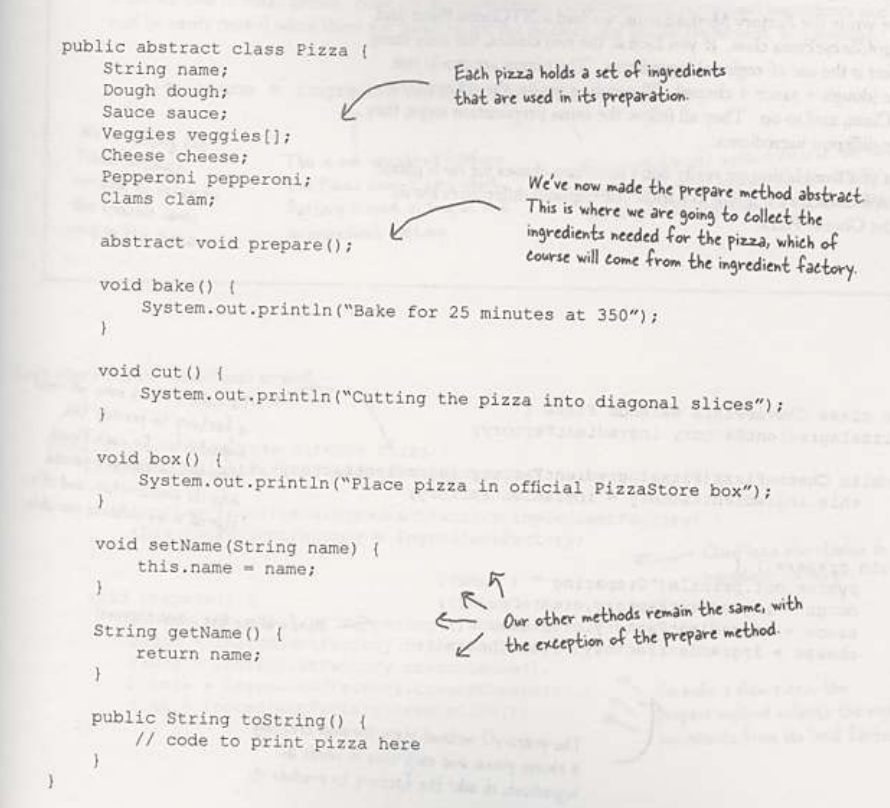 public abstract class Pizza {
String name;
Dough dough;
Sauce sauce;
Veggies veggies[];
Cheese cheese;
Pepperoni pepperoni;
Clams clam;
Each pizza holds a set of ingredients
that are used in its preparation.
abstract void prepare();
We've now made the prepare method abstract.
This is where we are going to collect the
ingredients needed for the pizza, which of
course will come from the ingredient factory.
void bake() {
System.out.println("Bake for 25 minutes at 350");
}
void cut() {
System.out.println("Cutting the pizza into diagonal slices");
}
void box() {
System.out.println("Place pizza in official PizzaStore box");
}
void setName(String name) {
this.name = name;
}
String getName() {
return name;
}
Our other methods remain the same, with
the exception of the prepare method.
public String toString() {
// code to print pizza here
}
}